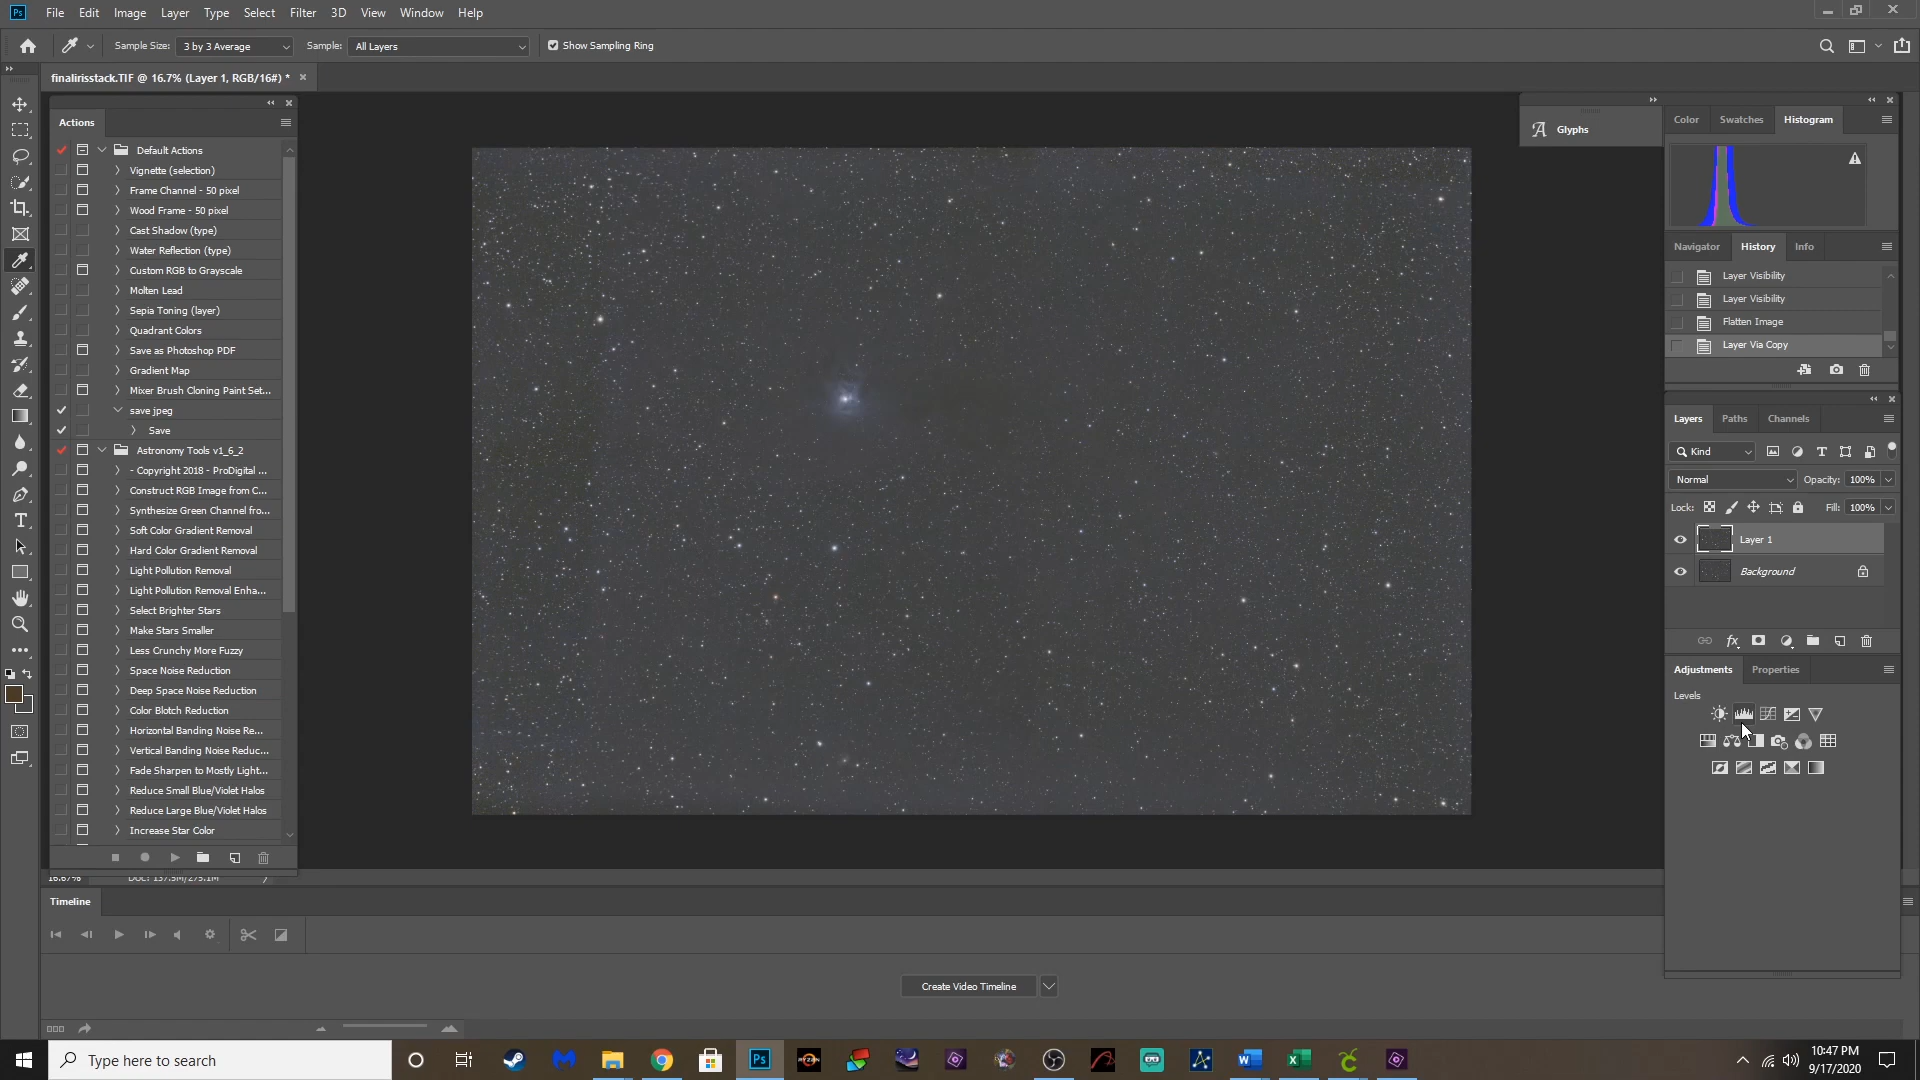 Ps File Edit Image Layer Type Select Filter 3D View Window Help
Sample Size: 3 by 3 Average Sample: All Layers Show Sampling Ring
finalirisstack.TIF @ 16.7% (Layer 1, RGB/16#) *
Actions
Default Actions
Vignette (selection)
Frame Channel - 50 pixel
Wood Frame - 50 pixel
Cast Shadow (type)
Water Reflection (type)
Custom RGB to Grayscale
Molten Lead
Sepia Toning (layer)
Quadrant Colors
Save as Photoshop PDF
Gradient Map
Mixer Brush Cloning Paint Set...
save jpeg
Save
Astronomy Tools v1_6_2
- Copyright 2018 - ProDigital ...
Construct RGB Image from C...
Synthesize Green Channel fro...
Soft Color Gradient Removal
Hard Color Gradient Removal
Light Pollution Removal
Light Pollution Removal Enha...
Select Brighter Stars
Make Stars Smaller
Less Crunchy More Fuzzy
Space Noise Reduction
Deep Space Noise Reduction
Color Blotch Reduction
Horizontal Banding Noise Re...
Vertical Banding Noise Reduc...
Fade Sharpen to Mostly Light...
Reduce Small Blue/Violet Halos
Reduce Large Blue/Violet Halos
Increase Star Color
Glyphs
Color Swatches Histogram
Navigator History Info
Layer Visibility
Layer Visibility
Flatten Image
Layer Via Copy
Layers Paths Channels
Kind
Normal Opacity: 100%
Lock: Fill: 100%
Layer 1
Background
Adjustments Properties
Levels
Timeline
Create Video Timeline
Type here to search
Ps RYZEN W X
10:47 PM
9/17/2020